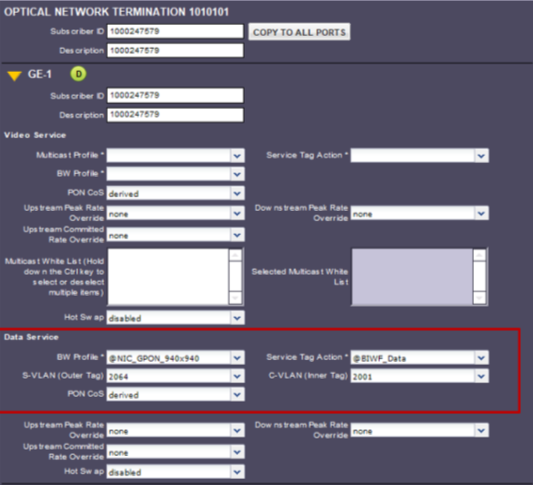 OPTICAL NETWORK TERMINATION 1010101
Subscriber ID 1000247579 COPY TO ALL PORTS
Description 1000247579
GE-1 D
Subscriber ID 1000247579
Description 1000247579
Video Service
Multicast Profile * Service Tag Action *
BW Profile *
PON CoS derived
Upstream Peak Rate Override none Downstream Peak Rate Override none
Upstream Committed Rate Override none
Multicast White List (Hold down the Ctrl key to select or deselect multiple items) Selected Multicast White List
Hot Swap disabled
Data Service
BW Profile * @NIC_GPON_940x940 Service Tag Action * @BIWF_Data
S-VLAN (Outer Tag) 2064 C-VLAN (Inner Tag) 2001
PON CoS derived
Upstream Peak Rate Override none Downstream Peak Rate Override none
Upstream Committed Rate Override none
Hot Swap disabled